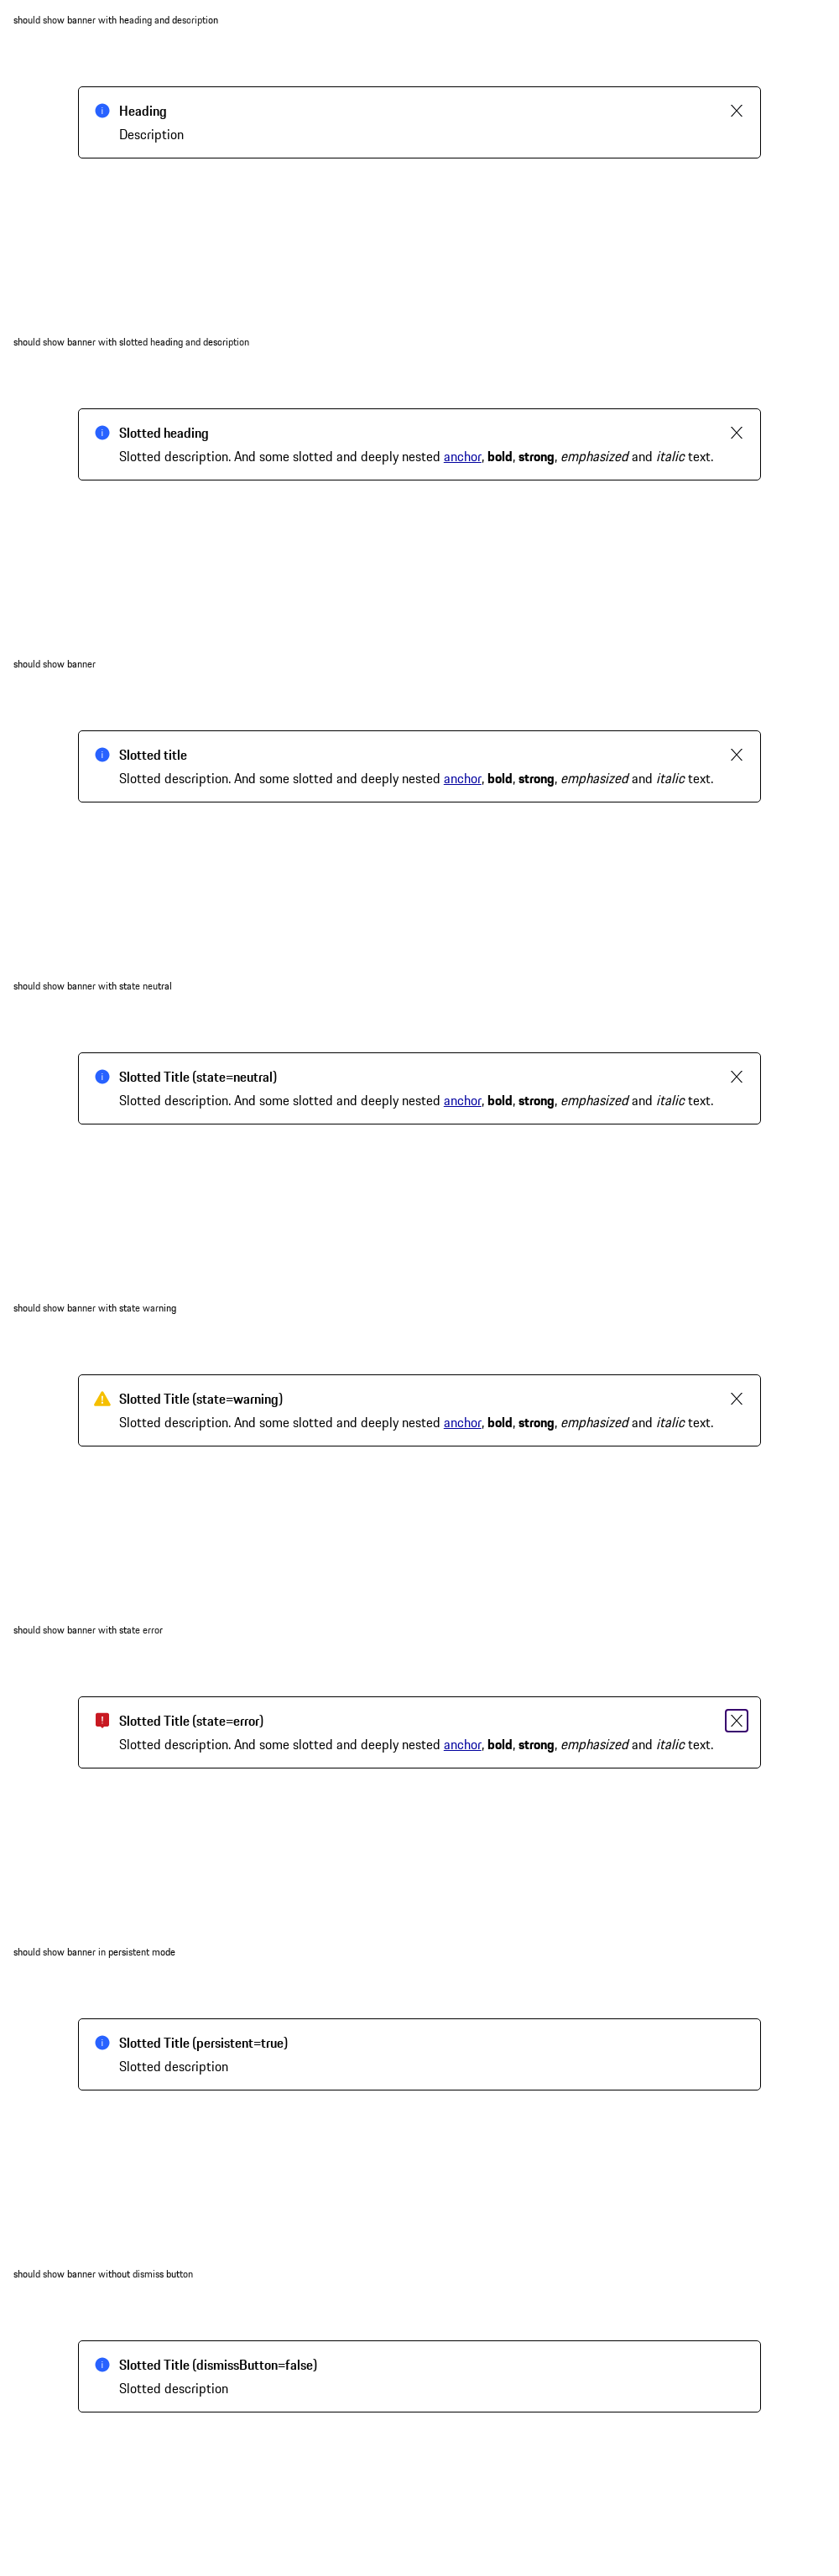 should show banner with heading and description
Heading
Description
should show banner with slotted heading and description
Slotted heading
Slotted description. And some slotted and deeply nested anchor, bold, strong, emphasized and italic text.
should show banner
Slotted title
Slotted description. And some slotted and deeply nested anchor, bold, strong, emphasized and italic text.
should show banner with state neutral
Slotted Title (state=neutral)
Slotted description. And some slotted and deeply nested anchor, bold, strong, emphasized and italic text.
should show banner with state warning
Slotted Title (state=warning)
Slotted description. And some slotted and deeply nested anchor, bold, strong, emphasized and italic text.
should show banner with state error
Slotted Title (state=error)
Slotted description. And some slotted and deeply nested anchor, bold, strong, emphasized and italic text.
should show banner in persistent mode
Slotted Title (persistent=true)
Slotted description
should show banner without dismiss button
Slotted Title (dismissButton=false)
Slotted description